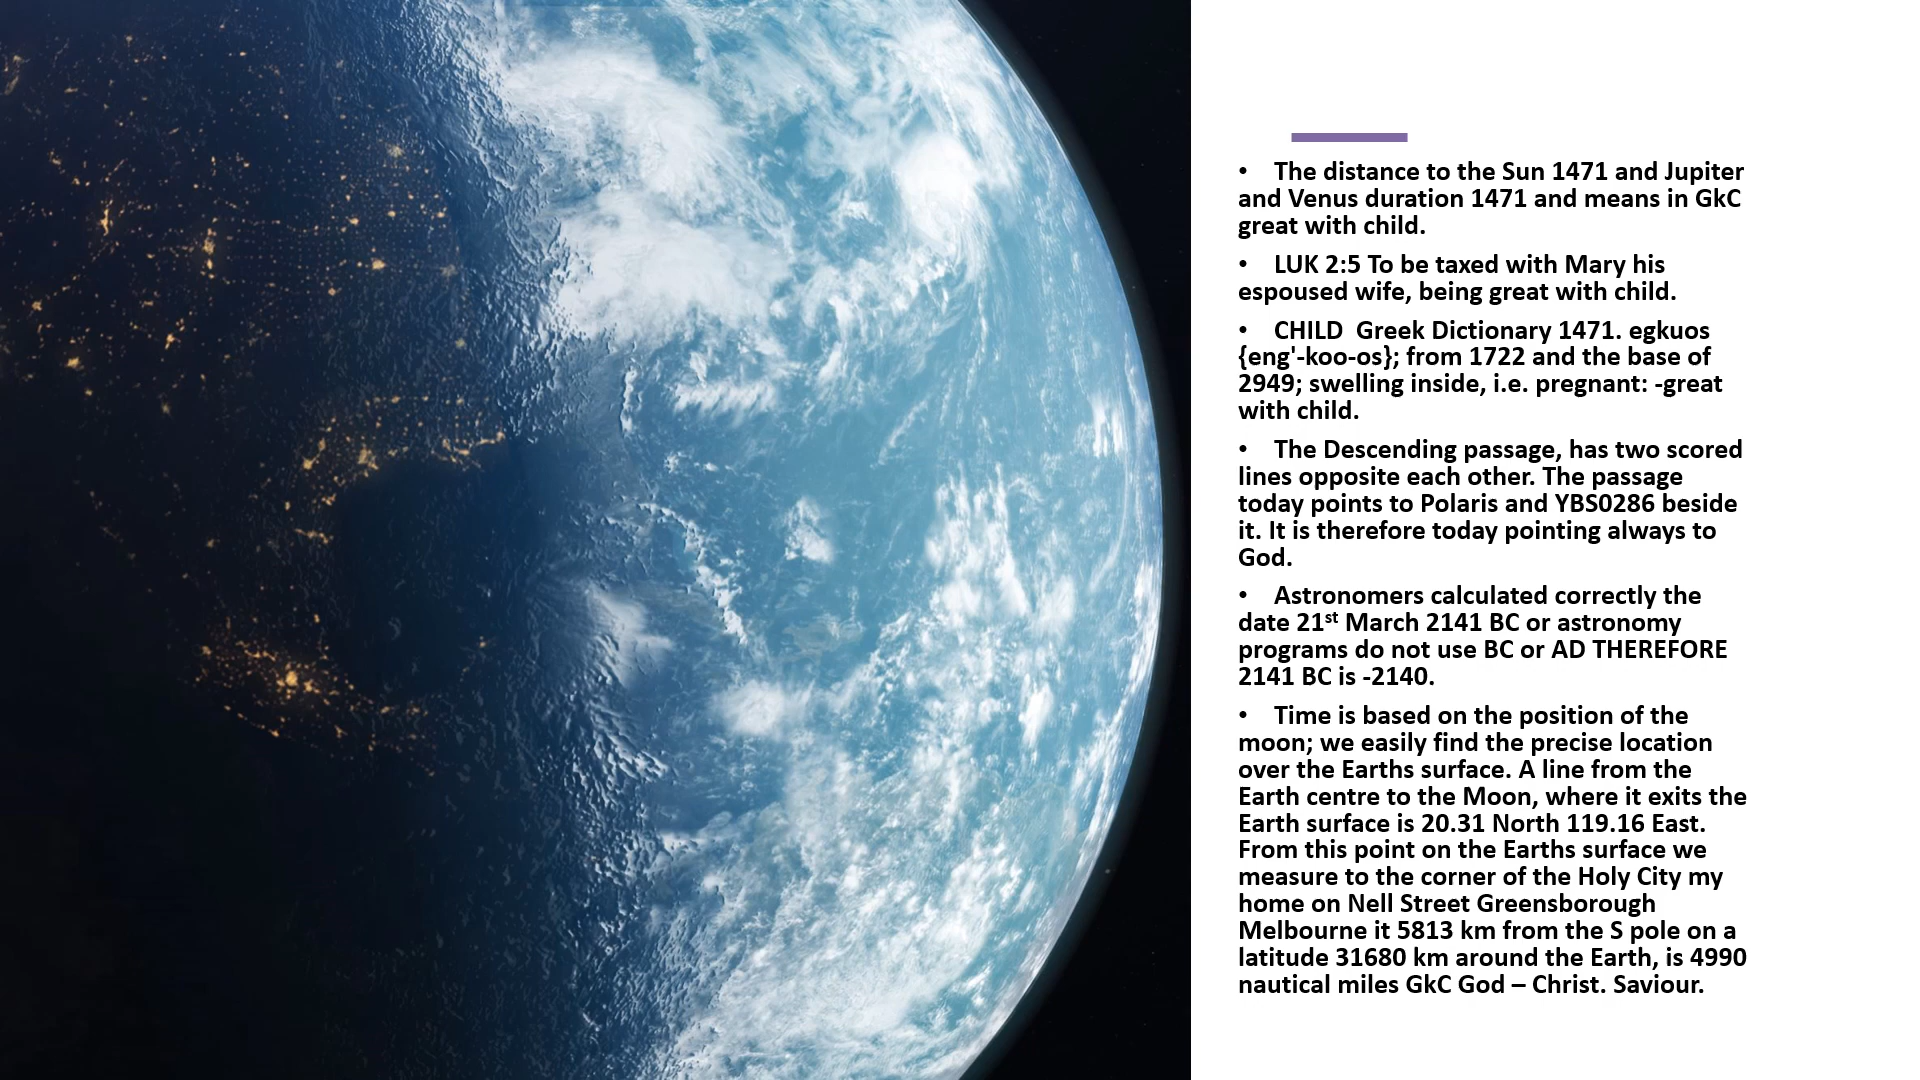 • The distance to the Sun 1471 and Jupiter
and Venus duration 1471 and means in GkC
great with child.
• LUK 2:5 To be taxed with Mary his
espoused wife, being great with child.
• CHILD  Greek Dictionary 1471. egkuos
{eng'-koo-os}; from 1722 and the base of
2949; swelling inside, i.e. pregnant: -great
with child.
• The Descending passage, has two scored
lines opposite each other. The passage
today points to Polaris and YBS0286 beside
it. It is therefore today pointing always to
God.
• Astronomers calculated correctly the
date 21st March 2141 BC or astronomy
programs do not use BC or AD THEREFORE
2141 BC is -2140.
• Time is based on the position of the
moon; we easily find the precise location
over the Earths surface. A line from the
Earth centre to the Moon, where it exits the
Earth surface is 20.31 North 119.16 East.
From this point on the Earths surface we
measure to the corner of the Holy City my
home on Nell Street Greensborough
Melbourne it 5813 km from the S pole on a
latitude 31680 km around the Earth, is 4990
nautical miles GkC God – Christ. Saviour.